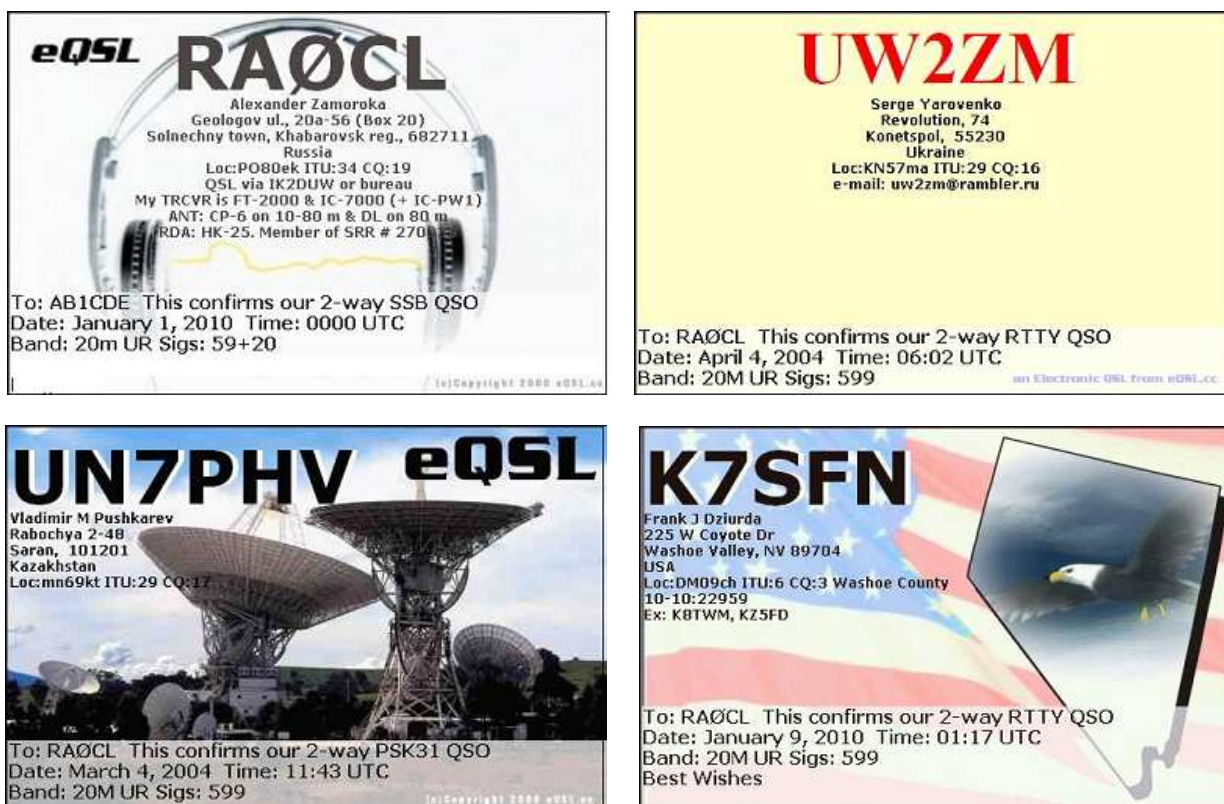 eQSL RAØCL
Alexander Zamoroka
Geologov ul., 20a-56 (Box 20)
Solnechny town, Khabarovsk reg., 682711
Russia
Loc:PO80ek ITU:34 CQ:19
QSL via IK2DUW or bureau
My TRCVR is FT-2000 & IC-7000 (+ IC-PW1)
ANT: CP-6 on 10-80 m & DL on 80 m
RDA: HK-25. Member of SRR #
To: AB1CDE This confirms our 2-way SSB QSO
Date: January 1, 2010 Time: 0000 UTC
Band: 20m UR Sigs: 59+20
(c)Copyright 2000 eQSL.cc
UW2ZM
Serge Yarovenko
Revolution, 74
Konetspol, 55230
Ukraine
Loc:KN57ma ITU:29 CQ:16
e-mail: uw2zm@rambler.ru
To: RAØCL This confirms our 2-way RTTY QSO
Date: April 4, 2004 Time: 06:02 UTC
Band: 20M UR Sigs: 599
an Electronic QSL from eQSL.cc
UN7PHV eQSL
Vladimir M Pushkarev
Rabochya 2-48
Saran, 101201
Kazakhstan
Loc:mn69kt ITU:29 CQ:17
To: RAØCL This confirms our 2-way PSK31 QSO
Date: March 4, 2004 Time: 11:43 UTC
Band: 20M UR Sigs: 599
(c)Copyright 2000 eQSL.cc
K7SFN
Frank J Dziurda
225 W Coyote Dr
Washoe Valley, NV 89704
USA
Loc:DM09ch ITU:6 CQ:3 Washoe County
10-10:22959
Ex: K8TWM, KZ5FD
To: RAØCL This confirms our 2-way RTTY QSO
Date: January 9, 2010 Time: 01:17 UTC
Band: 20M UR Sigs: 599
Best Wishes